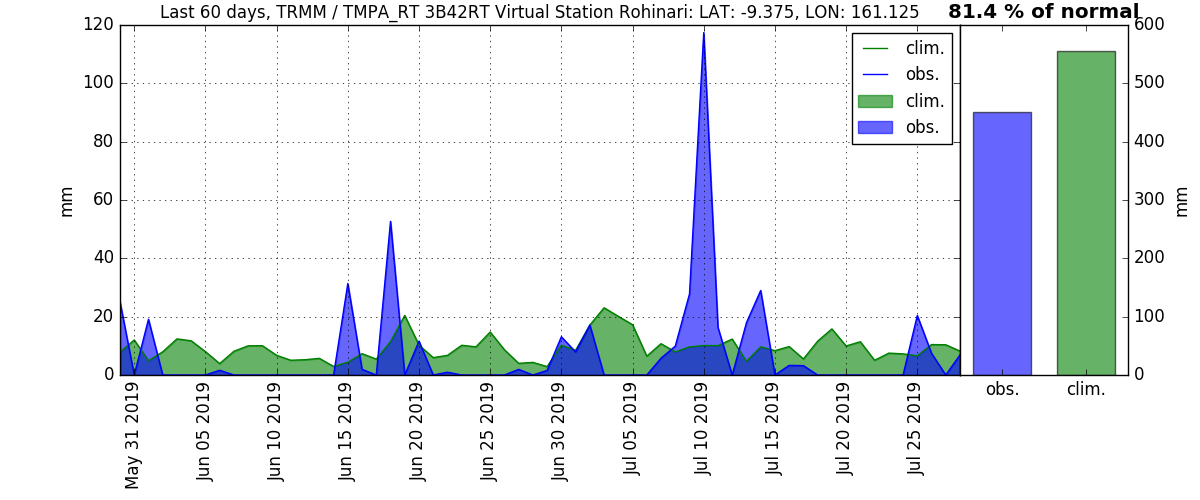 Last 60 days, TRMM / TMPA_RT 3B42RT Virtual Station Rohinari: LAT: -9.375, LON: 161.125
81.4 % of normal
120
100
80
60
40
20
0
mm
clim.
obs.
clim.
obs.
May 31 2019
Jun 05 2019
Jun 10 2019
Jun 15 2019
Jun 20 2019
Jun 25 2019
Jun 30 2019
Jul 05 2019
Jul 10 2019
Jul 15 2019
Jul 20 2019
Jul 25 2019
600
500
400
300
200
100
0
mm
obs.
clim.